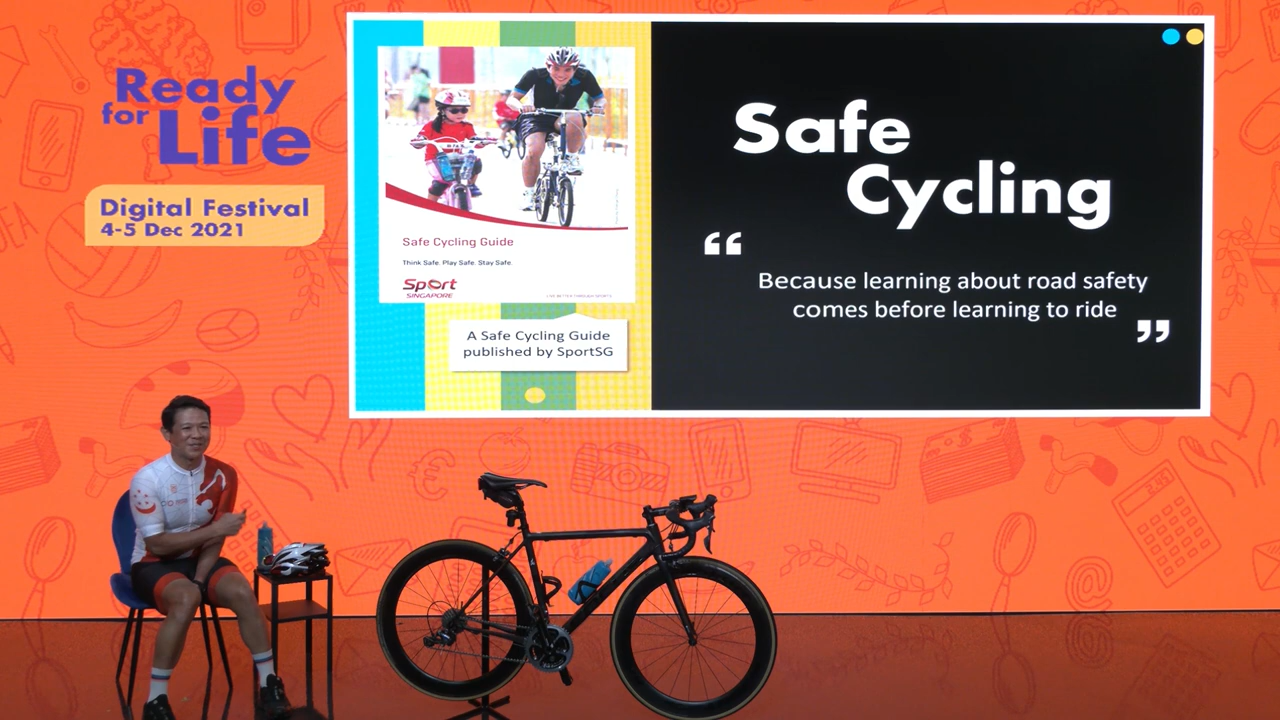 Ready
for Life
Digital Festival
4-5 Dec 2021
Safe Cycling Guide
Think Safe. Play Safe. Stay Safe.
Sport
SINGAPORE
A Safe Cycling Guide
published by SportSG
Safe
Cycling
“
Because learning about road safety
comes before learning to ride
”